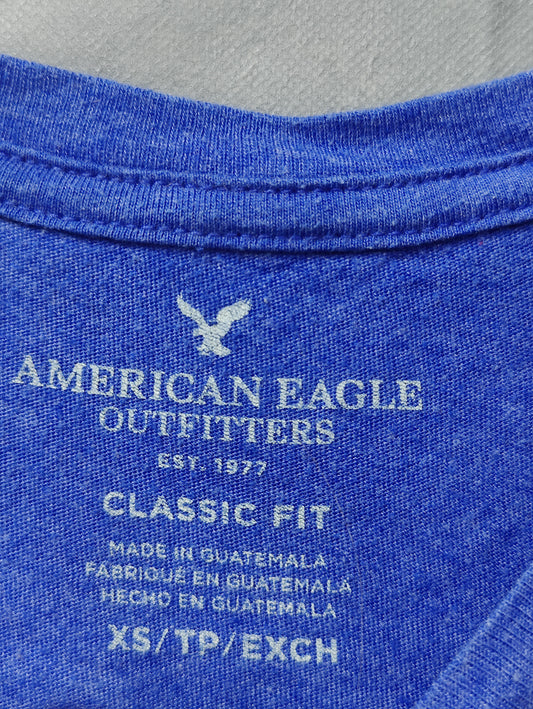 AMERICAN EAGLE
OUTFITTERS
EST. 1977
CLASSIC FIT
MADE IN GUATEMALA
FABRIQUÉ EN GUATEMALA
HECHO EN GUATEMALA
XS/TP/EXCH